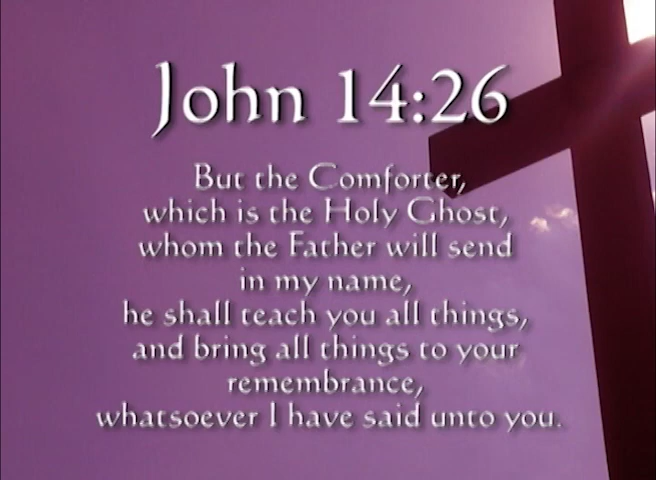 John 14:26
But the Comforter,
which is the Holy Ghost,
whom the Father will send
in my name,
he shall teach you all things,
and bring all things to your
remembrance,
whatsoever I have said unto you.